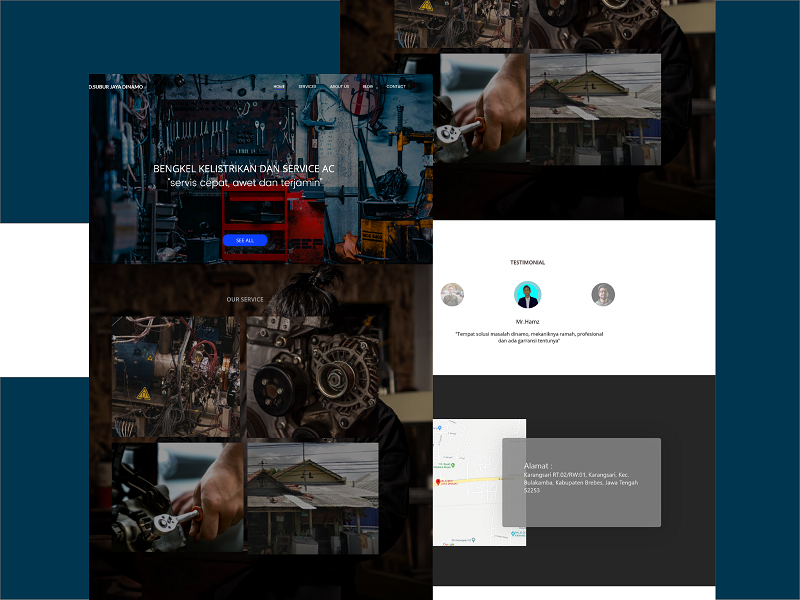 D.SUBUR JAYA DINAMO
HOME
SERVICES
ABOUT US
BLOG
CONTACT
BENGKEL KELISTRIKAN DAN SERVICE AC
"servis cepat, awet dan terjamin"
SEE ALL
OUR SERVICE
TESTIMONIAL
Mr.Hamz
"Tempat solusi masalah dinamo, mekaniknya ramah, profesional
dan ada garransi tentunya"
Alamat :
Karangsari RT:02/RW:01, Karangsari, Kec.
Bulakamba, Kabupaten Brebes, Jawa Tengah
52253